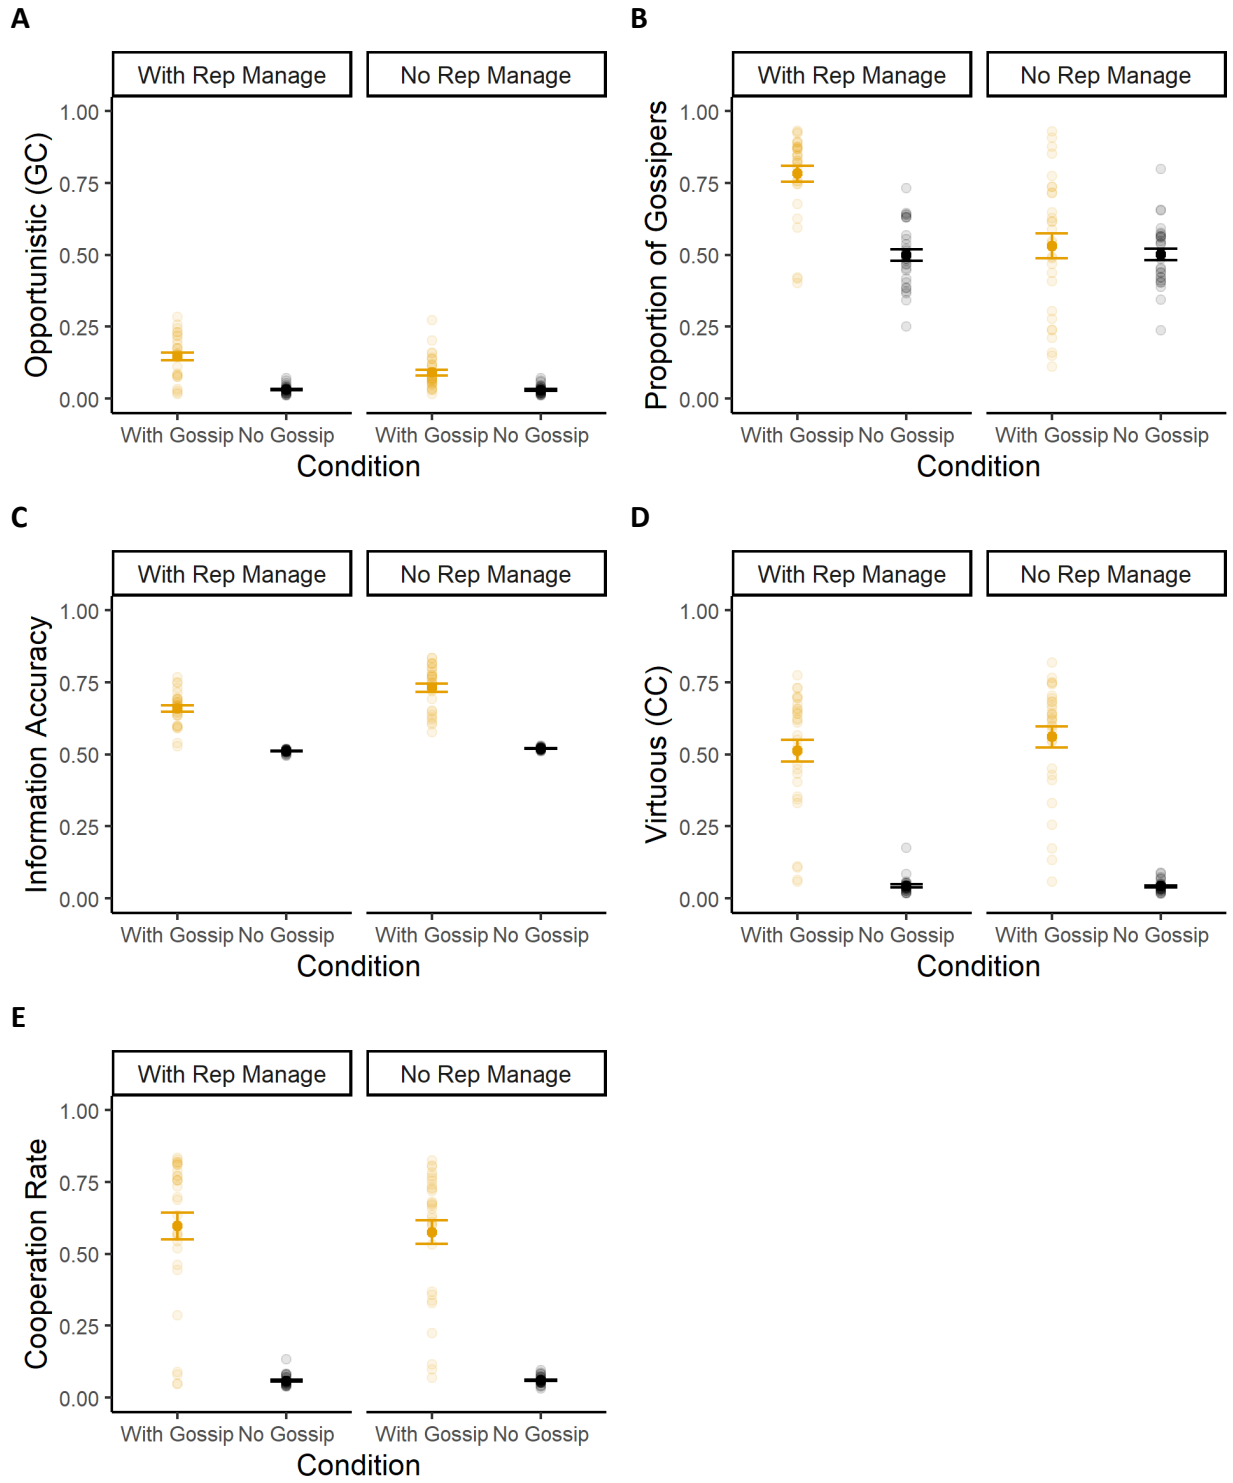 A
With Rep Manage No Rep Manage
Opportunistic (GC)
1.00
0.75
0.50
0.25
0.00
With Gossip No Gossip With Gossip No Gossip
Condition
B
With Rep Manage No Rep Manage
Proportion of Gossipers
1.00
0.75
0.50
0.25
0.00
With Gossip No Gossip With Gossip No Gossip
Condition
C
With Rep Manage No Rep Manage
Information Accuracy
1.00
0.75
0.50
0.25
0.00
With Gossip No Gossip With Gossip No Gossip
Condition
D
With Rep Manage No Rep Manage
Virtuous (CC)
1.00
0.75
0.50
0.25
0.00
With Gossip No Gossip With Gossip No Gossip
Condition
E
With Rep Manage No Rep Manage
Cooperation Rate
1.00
0.75
0.50
0.25
0.00
With Gossip No Gossip With Gossip No Gossip
Condition